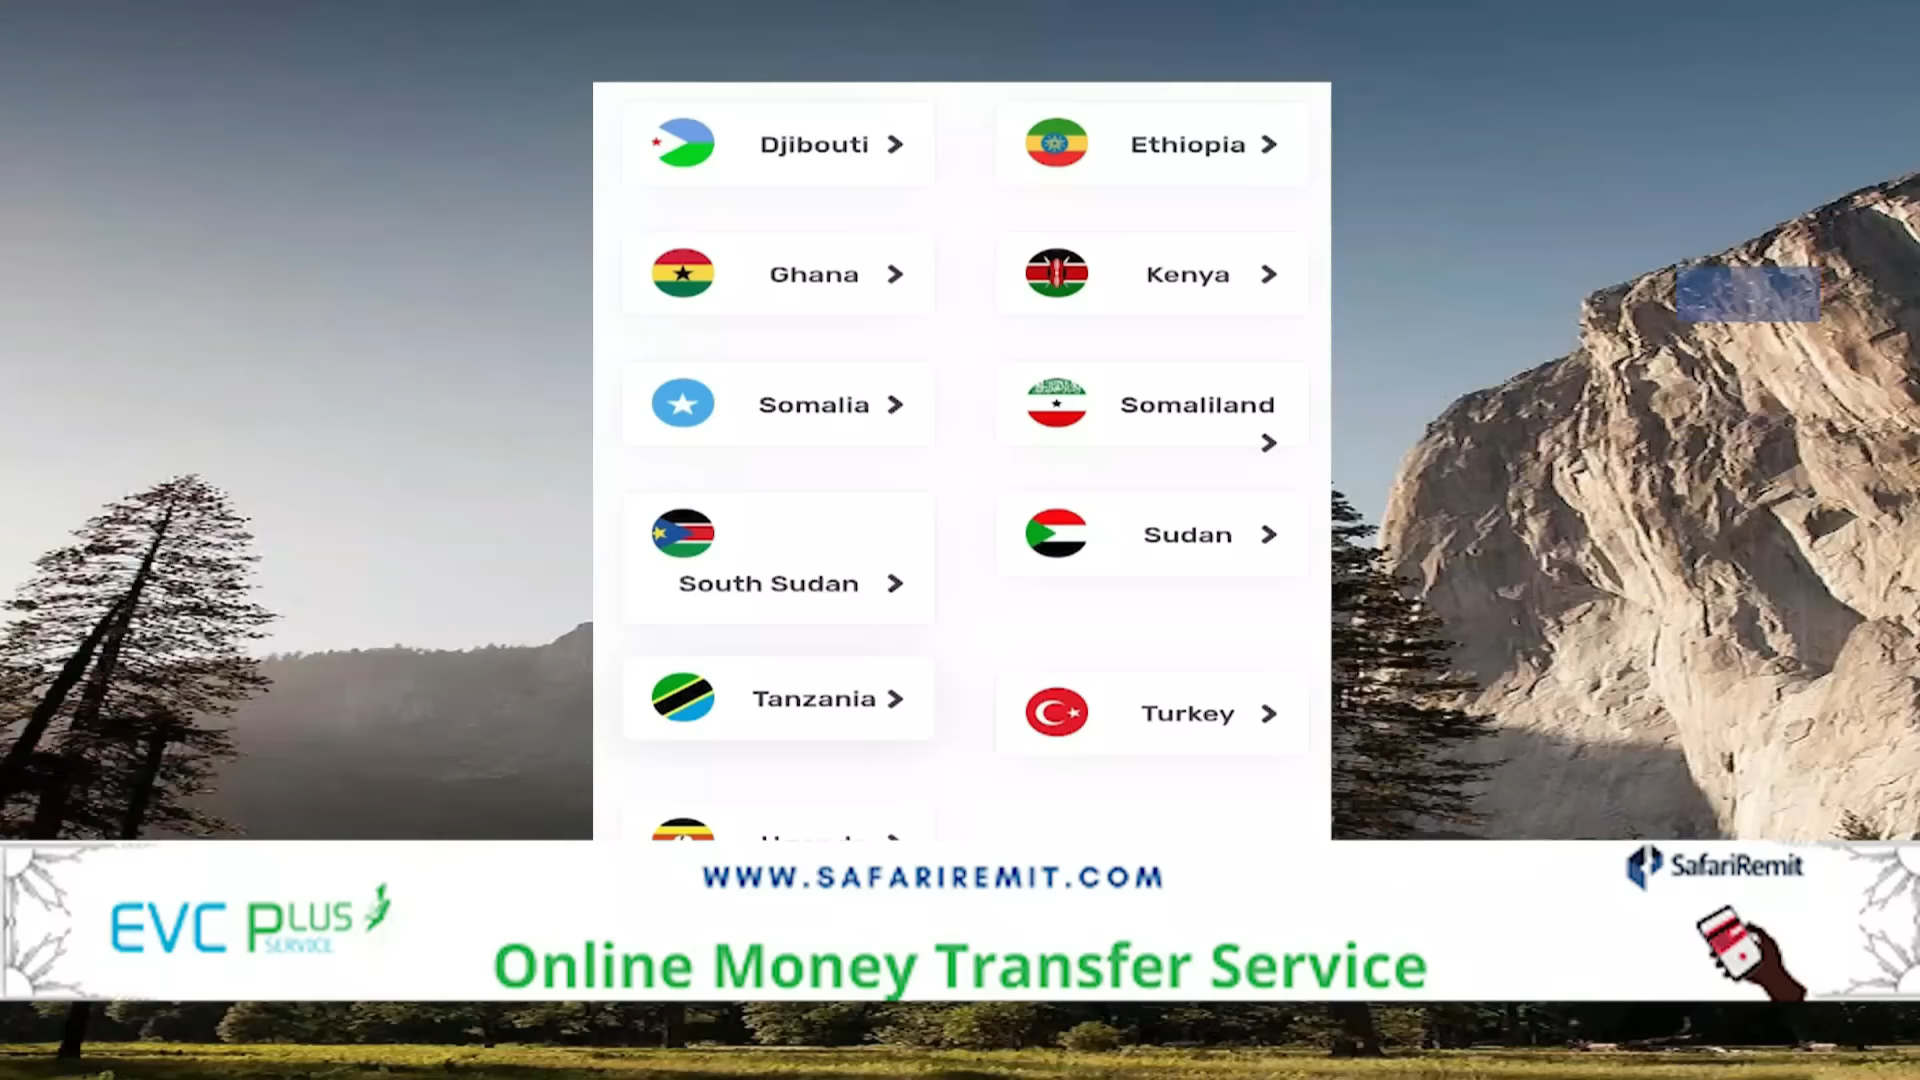 Djibouti
Ethiopia
Ghana
Kenya
Somalia
Somaliland
South Sudan
Sudan
Tanzania
Turkey
WWW.SAFARIREMIT.COM
SafariRemit
EVC PLUS
SERVICE
Online Money Transfer Service